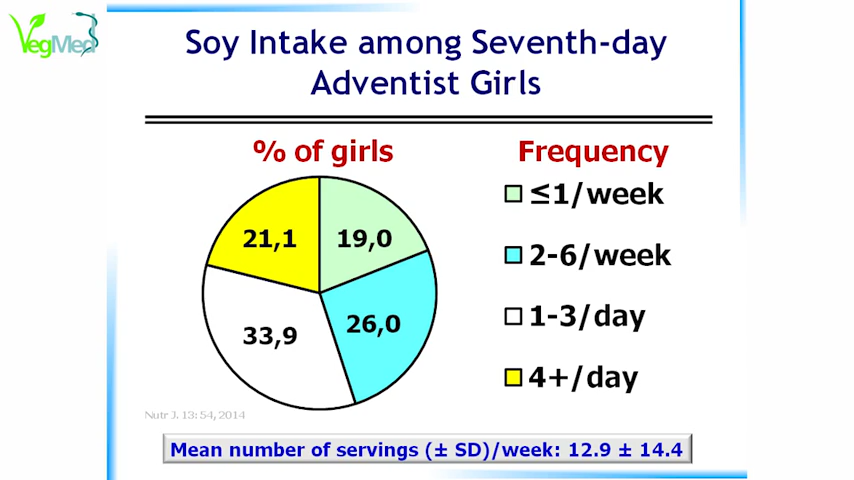 VegMed
Soy Intake among Seventh-day
Adventist Girls
% of girls
Frequency
21,1
19,0
33,9
26,0
≤1/week
2-6/week
1-3/day
4+/day
Nutr J. 13: 54, 2014
Mean number of servings (± SD)/week: 12.9 ± 14.4